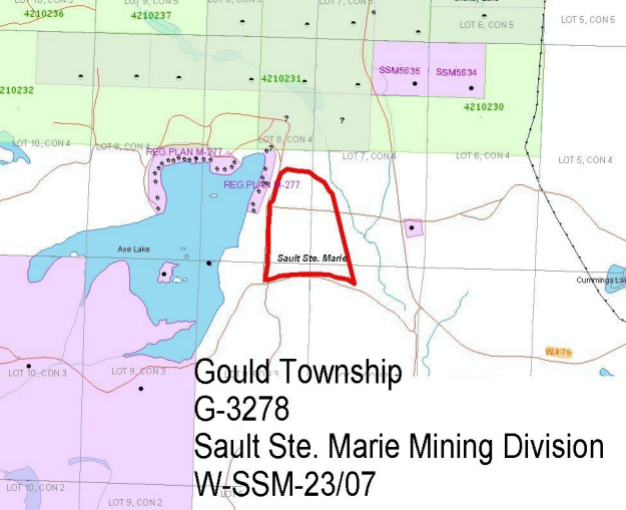 LOT 10, CON 5
4210236
LOT 9, CON 5
4210237
LOT 6, CON 5
LOT 5, CON 5
SSM5635
SSM5634
4210231
4210232
4210230
?
?
LOT 10, CON 4
LOT 9, CON 4
LOT 8, CON 4
?
REG.PLAN M-277
LOT 7, CON 4
LOT 6, CON 4
LOT 5, CON 4
REG.PLAN M-277
Axe Lake
Sault Ste. Marie
Cummings Lak
W4/76
LOT 10, CON 3
LOT 9, CON 3
Gould Township
G-3278
Sault Ste. Marie Mining Division
W-SSM-23/07
LOT 10, CON 2
LOT 9, CON 2